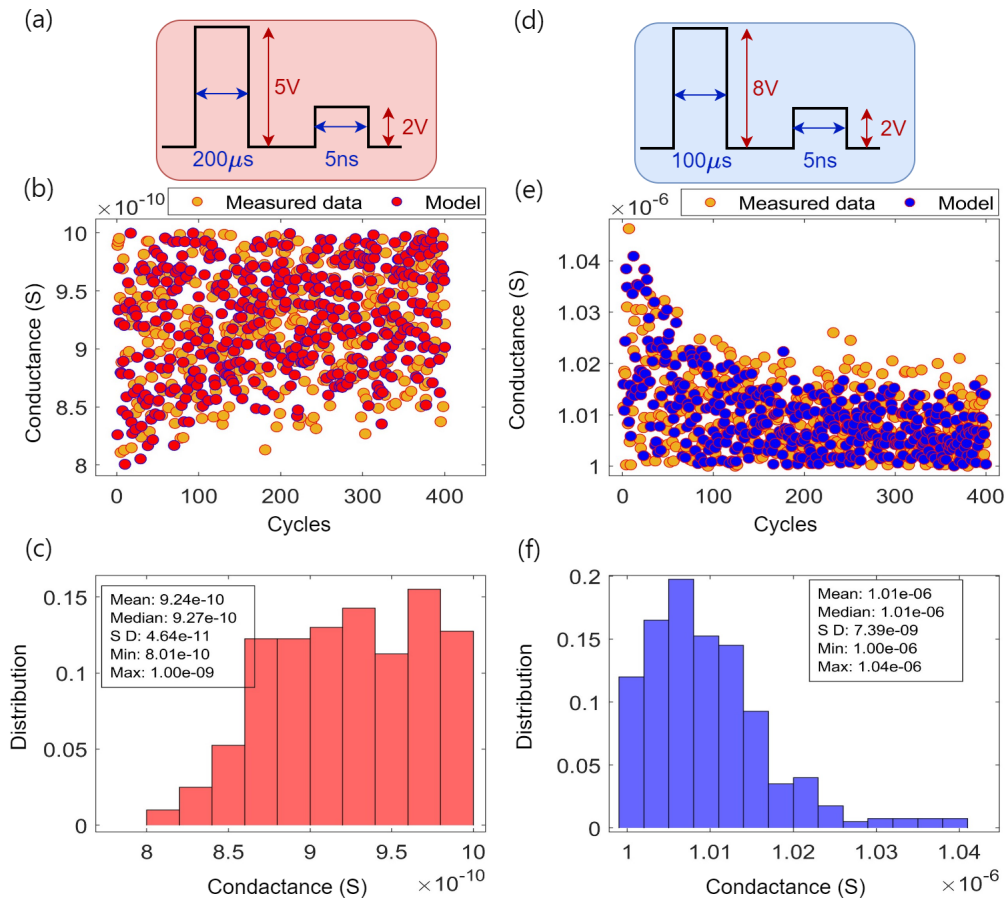 (a)
5V
2V
200μs
5ns
(b)
×10^-10
Measured data
Model
10
9.5
9
8.5
8
Conductance (S)
0
100
200
300
400
Cycles
(c)
0.15
0.1
0.05
0
Distribution
Mean: 9.24e-10
Median: 9.27e-10
S D: 4.64e-11
Min: 8.01e-10
Max: 1.00e-09
8
8.5
9
9.5
10
Condactance (S)
×10^-10
(d)
8V
2V
100μs
5ns
(e)
×10^-6
Measured data
Model
1.04
1.03
1.02
1.01
1
Conductance (S)
0
100
200
300
400
Cycles
(f)
0.2
0.15
0.1
0.05
0
Distribution
Mean: 1.01e-06
Median: 1.01e-06
S D: 7.39e-09
Min: 1.00e-06
Max: 1.04e-06
1
1.01
1.02
1.03
1.04
Condactance (S)
×10^-6